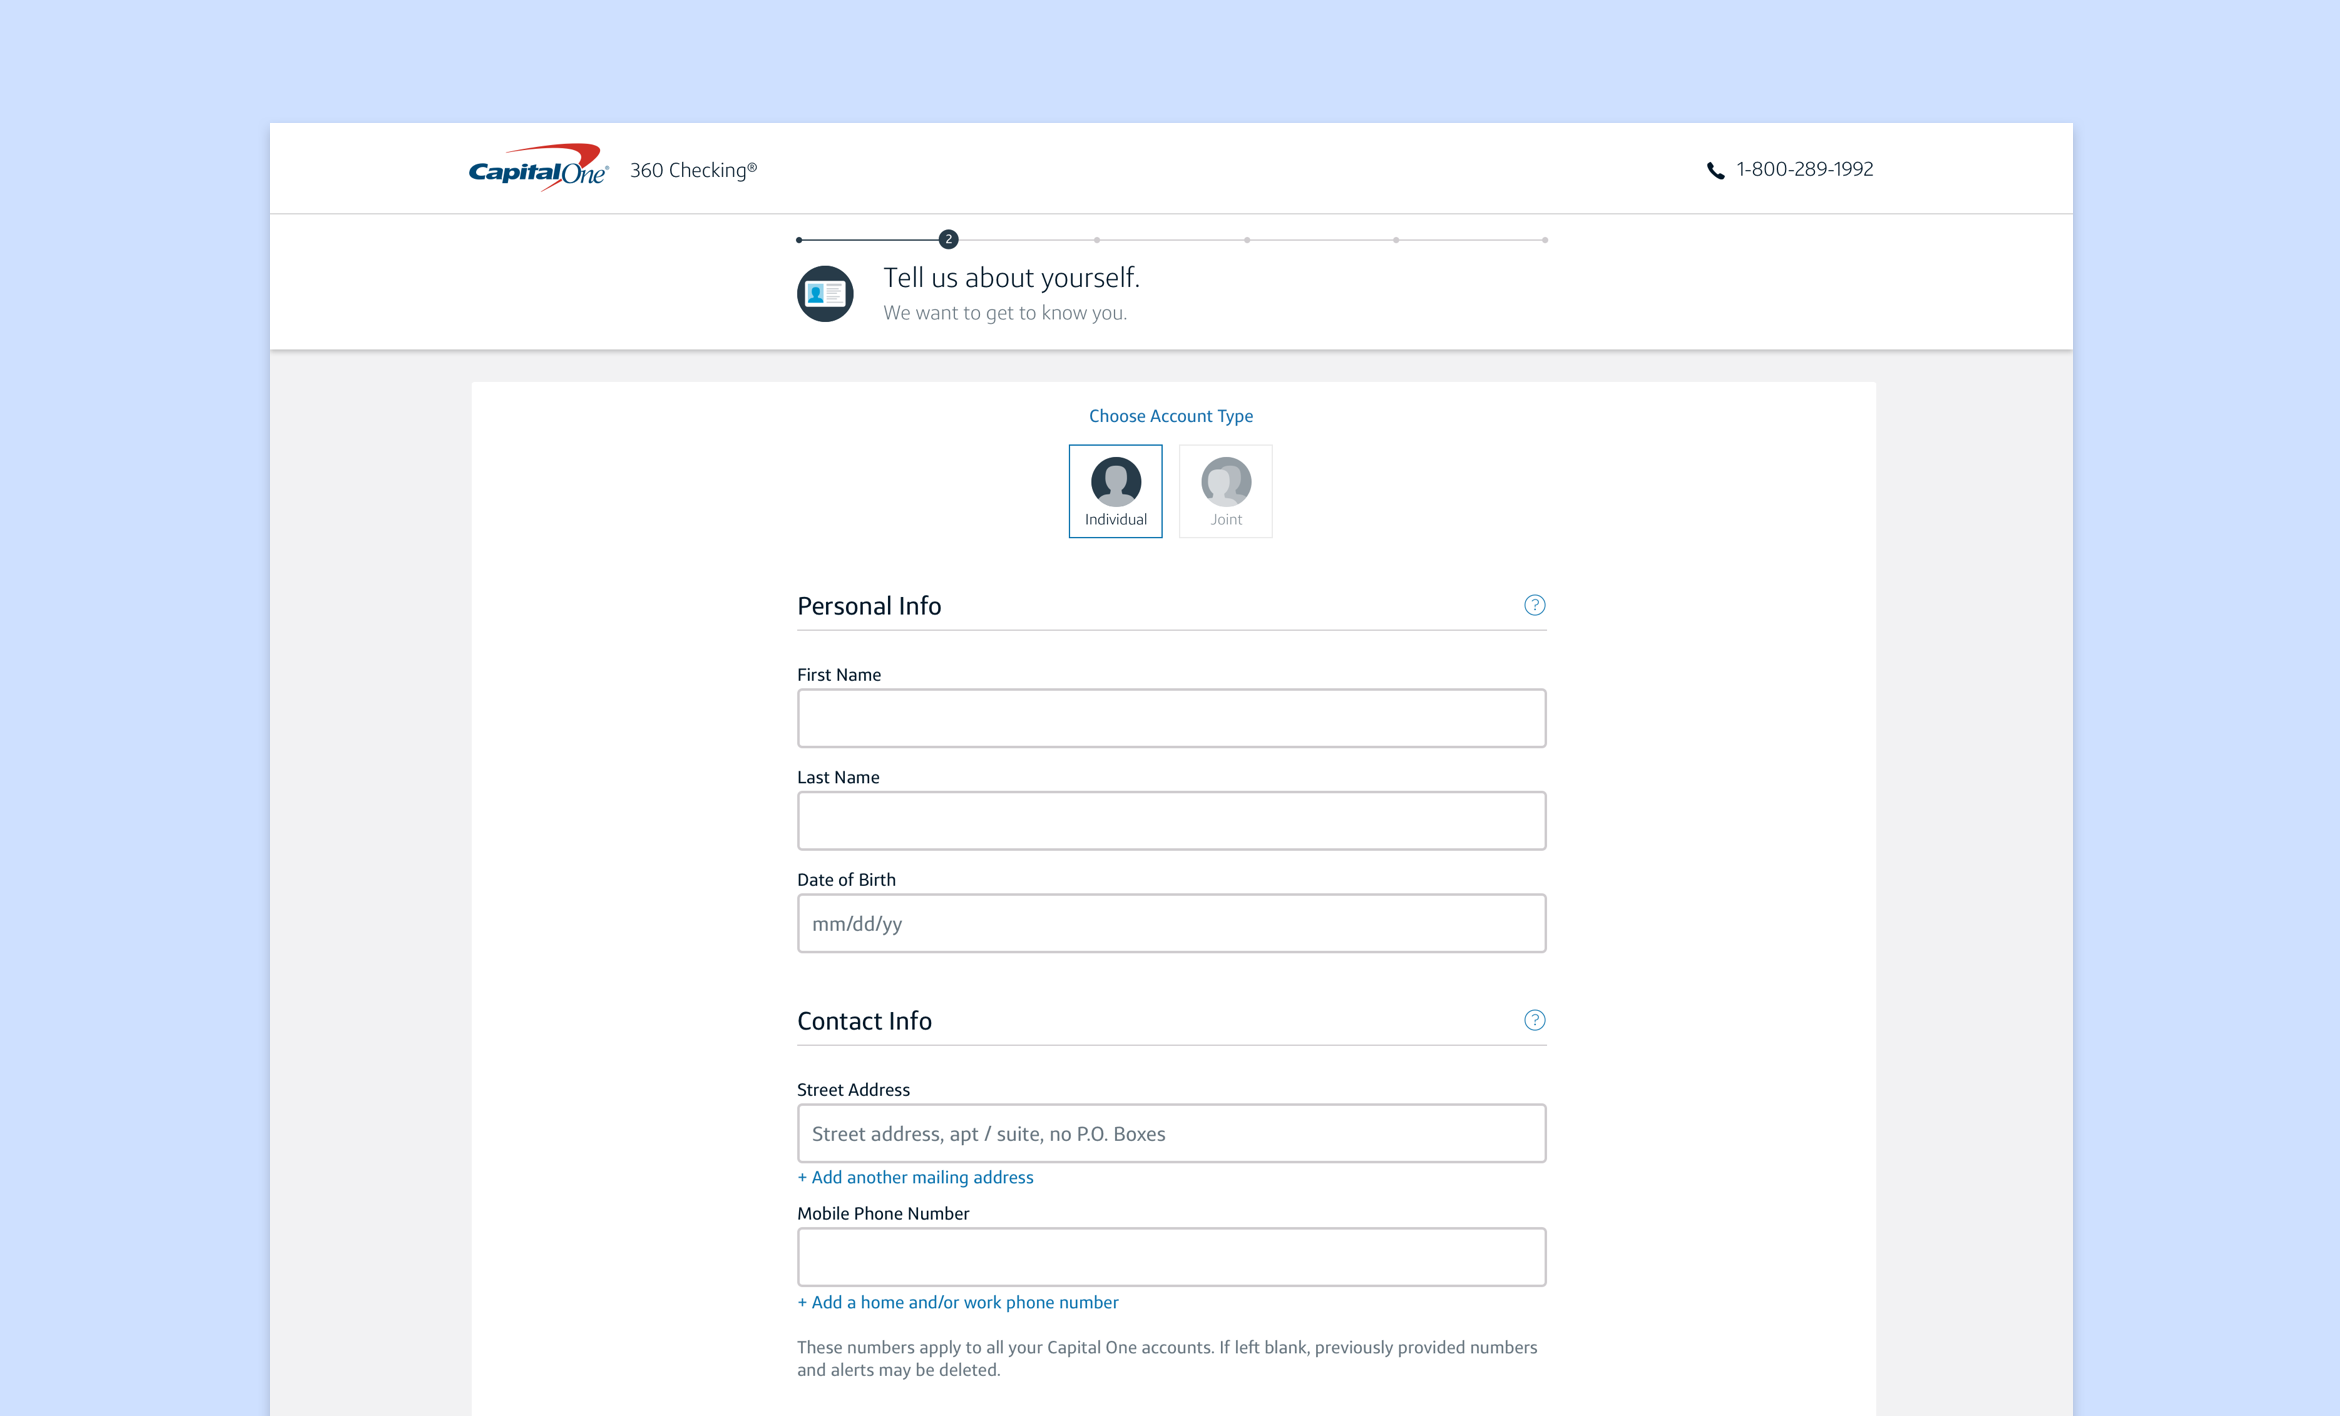 CapitalOne® 360 Checking® 1-800-289-1992
2
Tell us about yourself.
We want to get to know you.
Choose Account Type
Individual Joint
Personal Info ?
First Name
Last Name
Date of Birth
mm/dd/yy
Contact Info ?
Street Address
Street address, apt / suite, no P.O. Boxes
+ Add another mailing address
Mobile Phone Number
+ Add a home and/or work phone number
These numbers apply to all your Capital One accounts. If left blank, previously provided numbers
and alerts may be deleted.